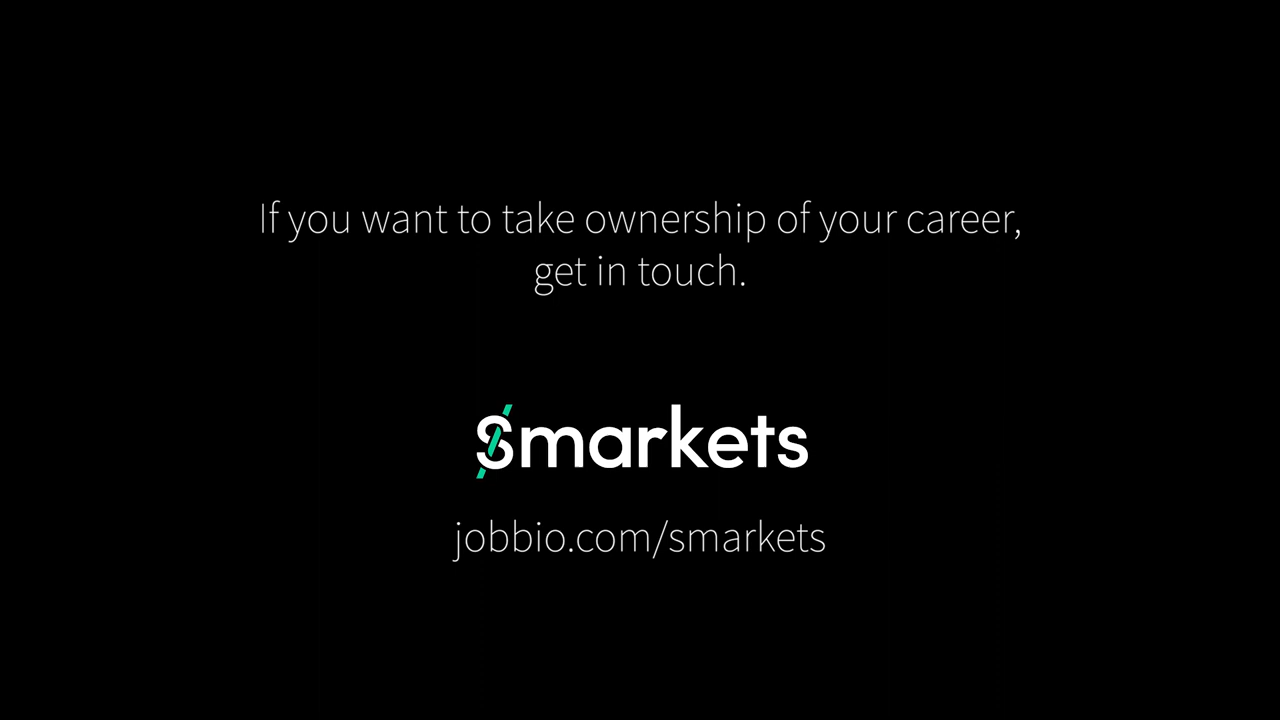 If you want to take ownership of your career,
get in touch.
Smarkets
jobbio.com/smarkets